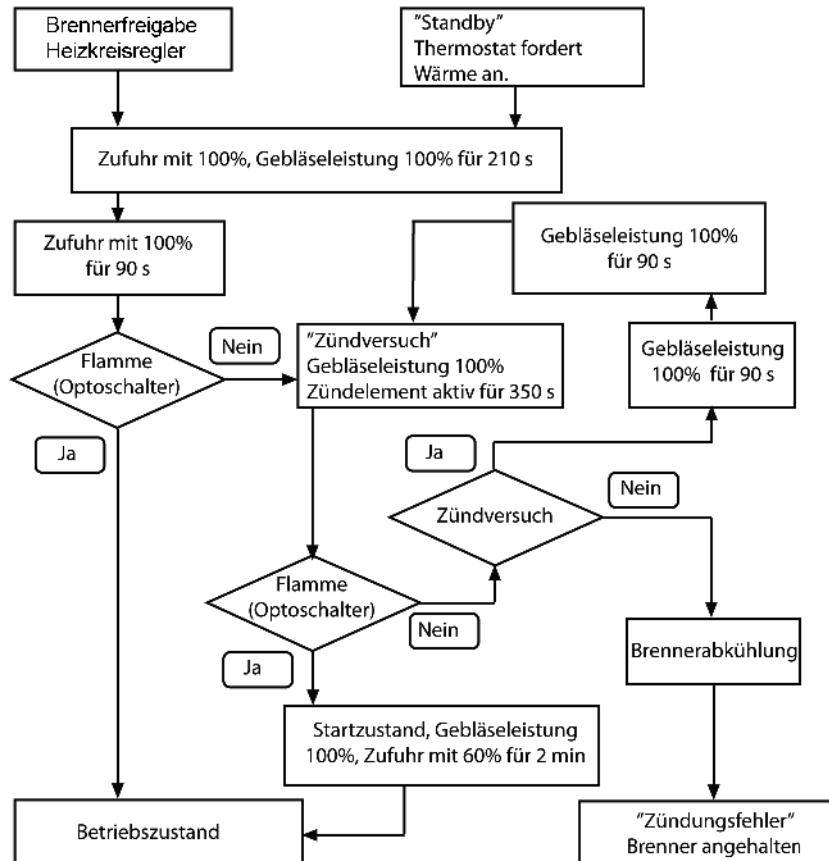 Brennerfreigabe
Heizkreisregler
"Standby"
Thermostat fordert
Wärme an.
Zufuhr mit 100%, Gebläseleistung 100% für 210 s
Zufuhr mit 100%
für 90 s
Gebläseleistung 100%
für 90 s
Flamme
(Optoschalter)
Nein
"Zündversuch"
Gebläseleistung 100%
Zündelement aktiv für 350 s
Gebläseleistung
100% für 90 s
Ja
Ja
Zündversuch
Nein
Flamme
(Optoschalter)
Nein
Ja
Brennerabkühlung
Startzustand, Gebläseleistung
100%, Zufuhr mit 60% für 2 min
Betriebszustand
"Zündungsfehler"
Brenner angehalten